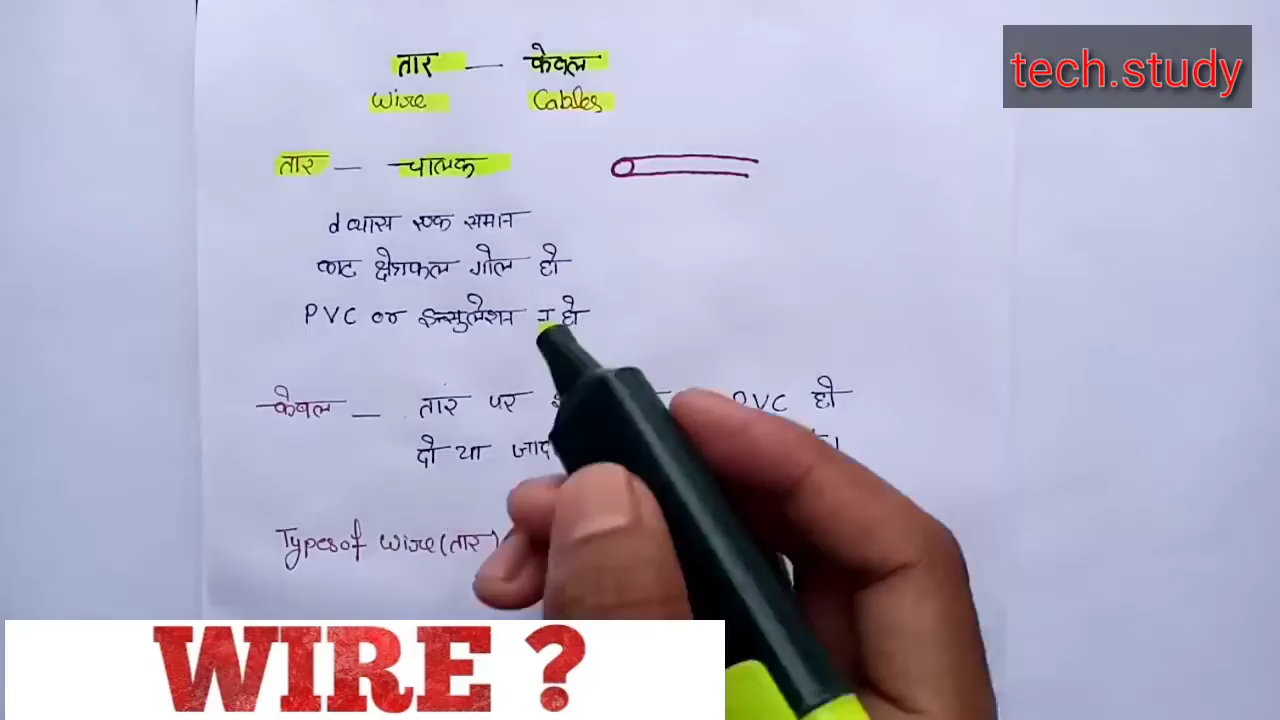 तार — केबल
Wire Cables
tech.study
तार — चालक
d व्यास एक समान
काट क्षेत्रफल गोल हो
PVC or इन्सुलेशन न हो
केबल — तार पर PVC हो
दो या
Types of Wire (तार)
WIRE ?